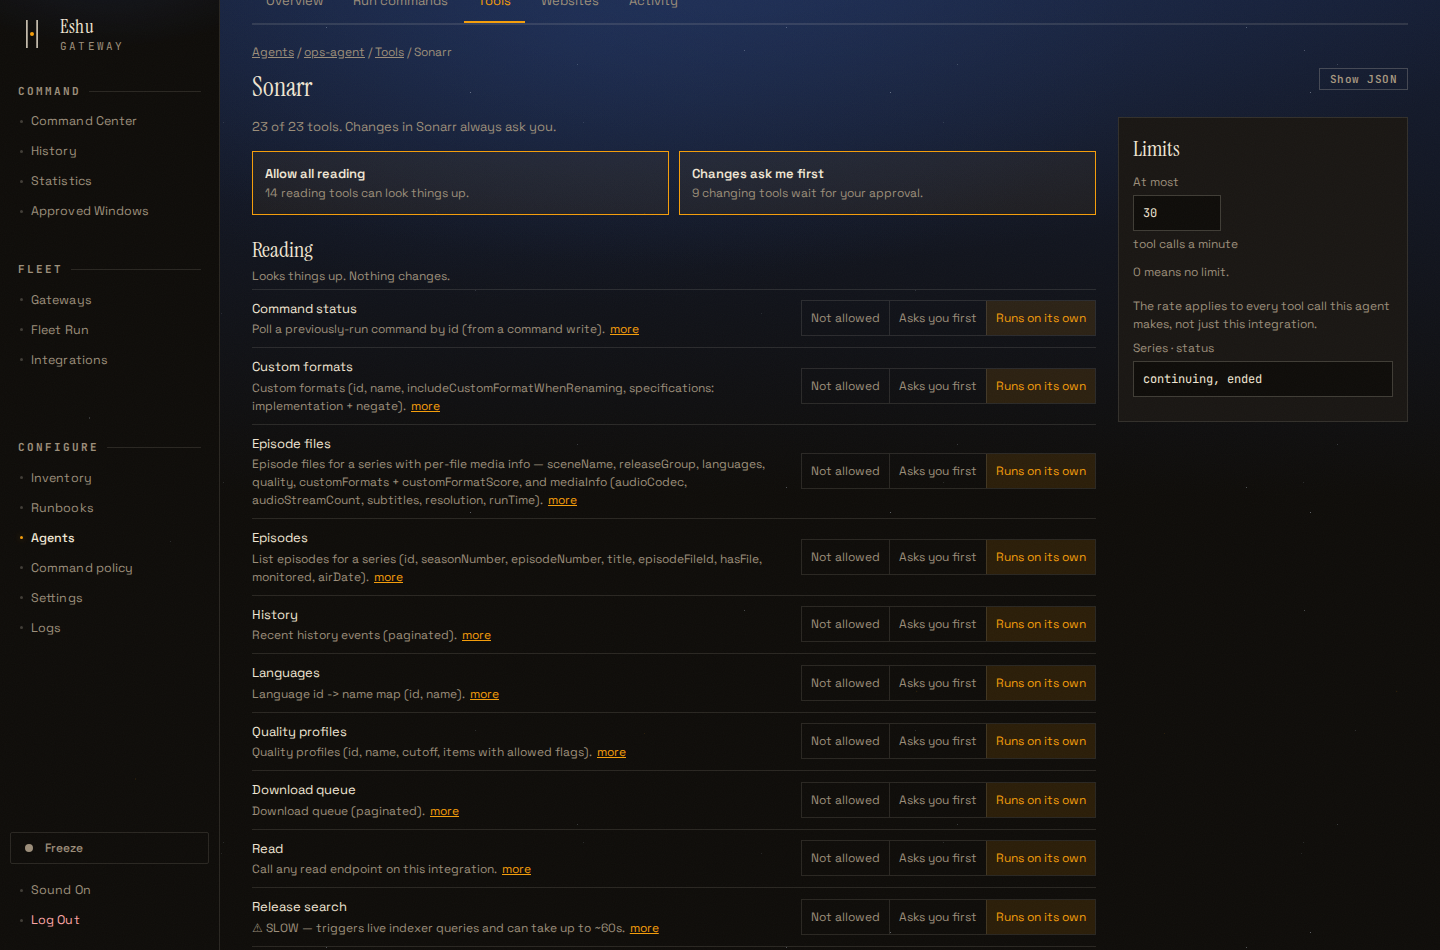 Eshu
GATEWAY
COMMAND
Command Center
History
Statistics
Approved Windows
FLEET
Gateways
Fleet Run
Integrations
CONFIGURE
Inventory
Runbooks
Agents
Command policy
Settings
Logs
Freeze
Sound On
Log Out
Overview Run commands Tools Websites Activity
Agents / ops-agent / Tools / Sonarr
Sonarr
Show JSON
23 of 23 tools. Changes in Sonarr always ask you.
Allow all reading
14 reading tools can look things up.
Changes ask me first
9 changing tools wait for your approval.
Reading
Looks things up. Nothing changes.
Command status
Poll a previously-run command by id (from a command write). more
Not allowed Asks you first Runs on its own
Custom formats
Custom formats (id, name, includeCustomFormatWhenRenaming, specifications:
implementation + negate). more
Not allowed Asks you first Runs on its own
Episode files
Episode files for a series with per-file media info — sceneName, releaseGroup, languages,
quality, customFormats + customFormatScore, and mediaInfo (audioCodec,
audioStreamCount, subtitles, resolution, runTime). more
Not allowed Asks you first Runs on its own
Episodes
List episodes for a series (id, seasonNumber, episodeNumber, title, episodeFileId, hasFile,
monitored, airDate). more
Not allowed Asks you first Runs on its own
History
Recent history events (paginated). more
Not allowed Asks you first Runs on its own
Languages
Language id -> name map (id, name). more
Not allowed Asks you first Runs on its own
Quality profiles
Quality profiles (id, name, cutoff, items with allowed flags). more
Not allowed Asks you first Runs on its own
Download queue
Download queue (paginated). more
Not allowed Asks you first Runs on its own
Read
Call any read endpoint on this integration. more
Not allowed Asks you first Runs on its own
Release search
⚠ SLOW — triggers live indexer queries and can take up to ~60s. more
Not allowed Asks you first Runs on its own
Limits
At most
30
tool calls a minute
0 means no limit.
The rate applies to every tool call this agent
makes, not just this integration.
Series · status
continuing, ended